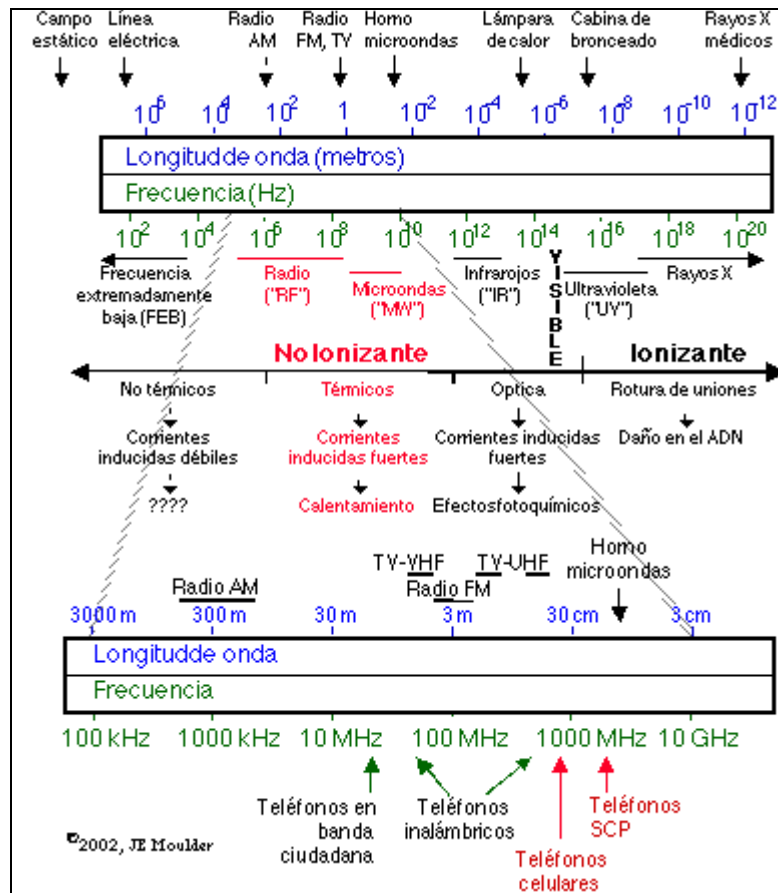 Campo estático
Línea eléctrica
Radio AM
Radio FM, TV
Horno microondas
Lámpara de calor
Cabina de bronceado
Rayos X médicos
10^6 10^4 10^2 1 10^2 10^-4 10^-6 10^-8 10^-10 10^-12
Longitudde onda (metros)
Frecuencia (Hz)
10^2 10^4 10^6 10^8 10^10 10^12 10^14 10^16 10^18 10^20
Frecuencia
extremadamente
baja (FEB)
Radio
("RF")
Microondas
("MW")
Infrarojos
("IR")
VISIBLE
Ultravioleta
("UV")
Rayos X
No Ionizante
Ionizante
No térmicos
Térmicos
Optica
Rotura de uniones
Corrientes
inducidas débiles
Corrientes
inducidas fuertes
Corrientes inducidas
fuertes
Daño en el ADN
????
Calentamiento
Efectosfotoquímicos
Radio AM
TV-VHF
TV-UHF
Radio FM
Horno
microondas
3000 m 300 m 30 m 3 m 30 cm 3 cm
Longitudde onda
Frecuencia
100 kHz 1000 kHz 10 MHz 100 MHz 1000 MHz 10 GHz
Teléfonos en
banda
ciudadana
Teléfonos
inalámbricos
Teléfonos
celulares
Teléfonos
SCP
©2002, JE Moulder